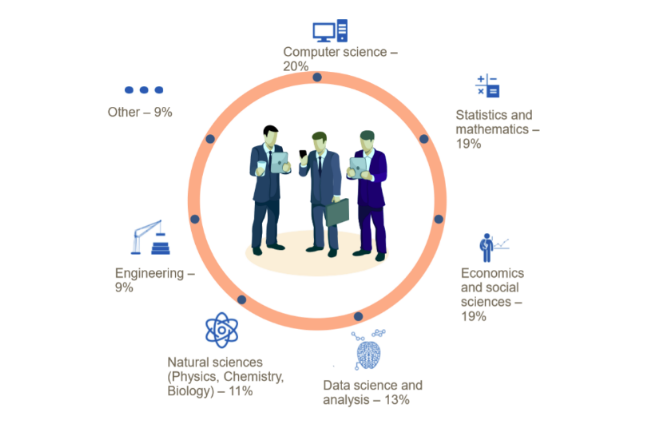 Computer science –
20%
Statistics and
mathematics –
19%
Economics
and social
sciences –
19%
Data science and
analysis – 13%
Natural sciences
(Physics, Chemistry,
Biology) – 11%
Engineering –
9%
Other – 9%